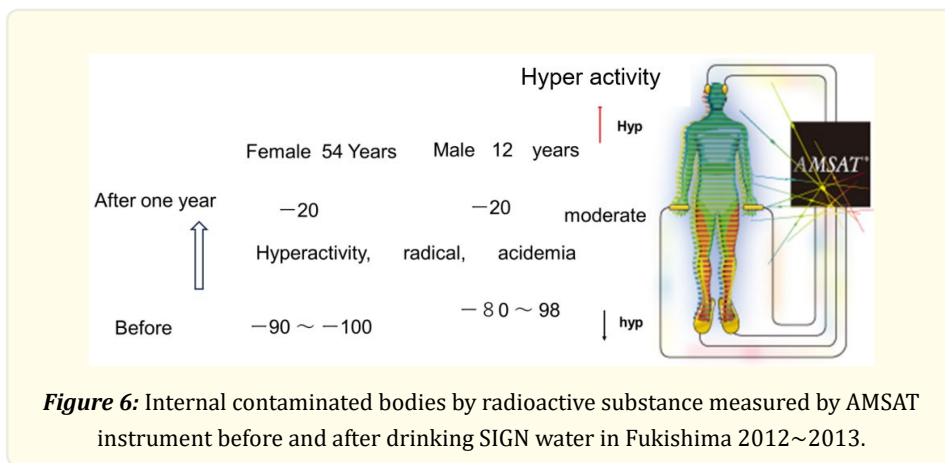 Hyper activity
Hyp
Female 54 Years Male 12 years
AMSAT®
After one year −20 −20 moderate
Hyperactivity, radical, acidemia
Before −90 ～ −100 −８０～ 98 hyp
Figure 6: Internal contaminated bodies by radioactive substance measured by AMSAT
instrument before and after drinking SIGN water in Fukishima 2012~2013.